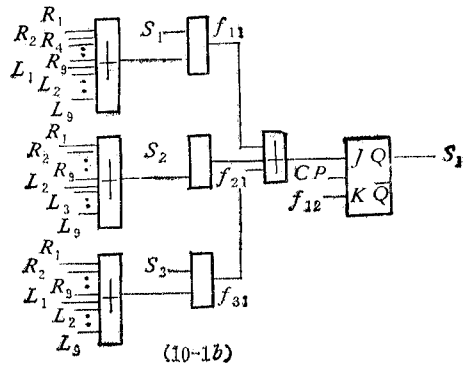 R₁
R₂ R₄
R₉
L₁ L₂
L₉
S₁ f₁₁
R₁
R₂
R₉
L₂ L₃
L₉
S₂ f₂₁
R₁
R₂
R₉
L₁
L₂
L₉
S₃ f₃₁
CP
f₁₂
J Q
K Q̅
S₁
(10-1b)